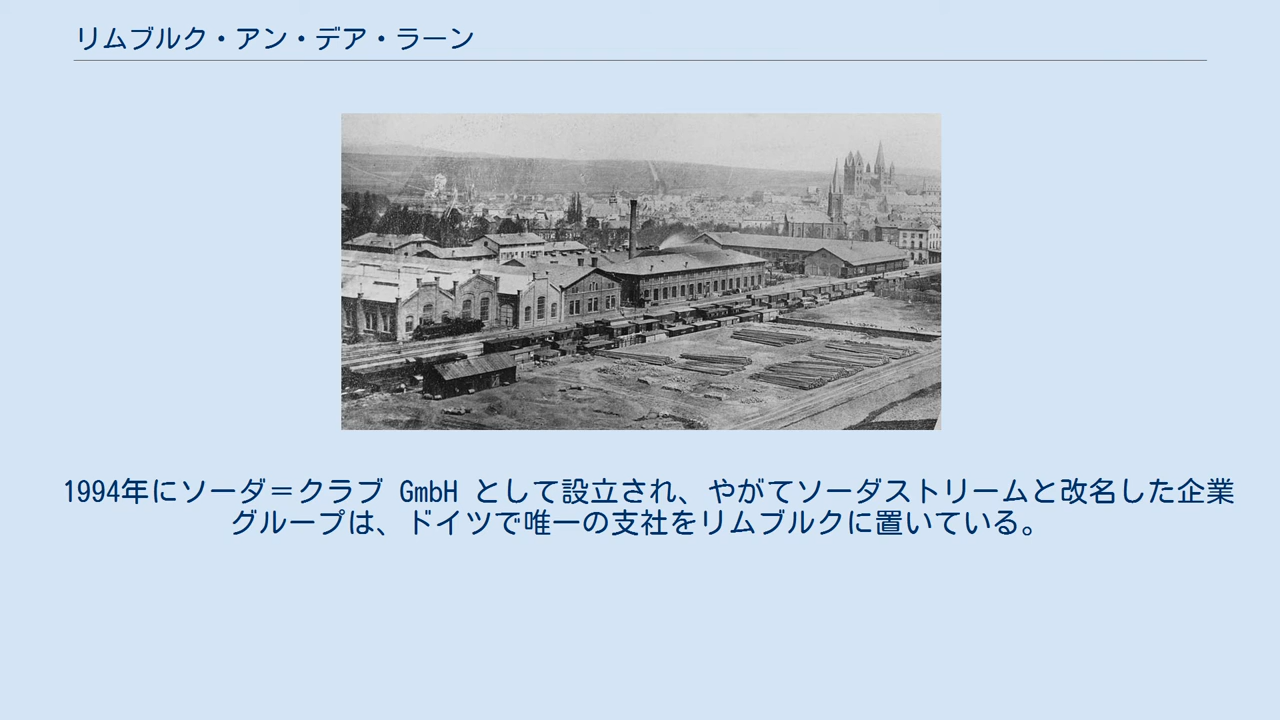 リムブルク・アン・デア・ラーン
1994年にソーダ＝クラブ GmbH として設立され、やがてソーダストリームと改名した企業
グループは、ドイツで唯一の支社をリムブルクに置いている。